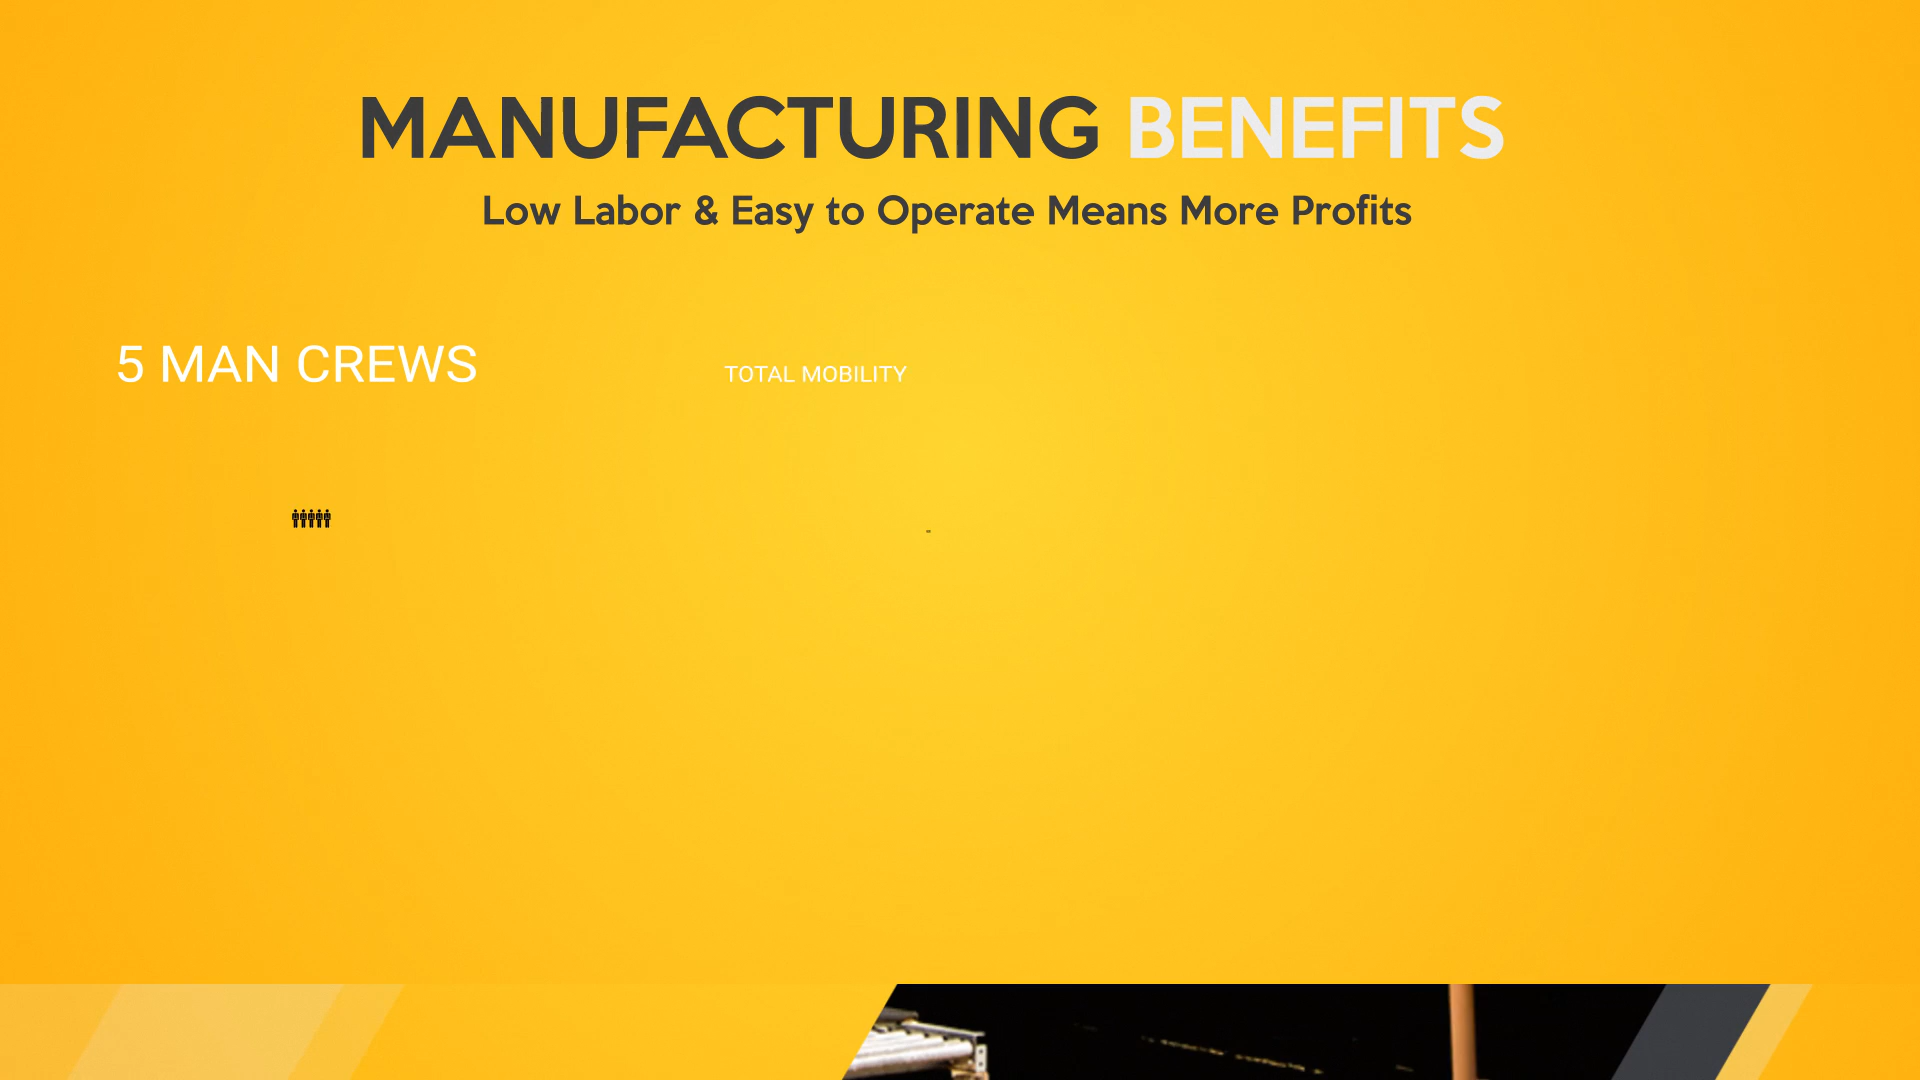 MANUFACTURING BENEFITS
Low Labor & Easy to Operate Means More Profits
5 MAN CREWS
TOTAL MOBILITY